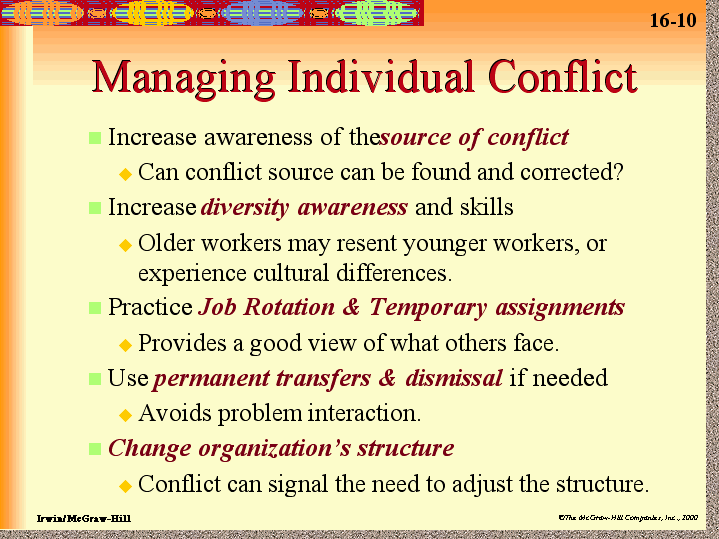 16-10
Managing Individual Conflict
Increase awareness of thesource of conflict
Can conflict source can be found and corrected?
Increase diversity awareness and skills
Older workers may resent younger workers, or
experience cultural differences.
Practice Job Rotation & Temporary assignments
Provides a good view of what others face.
Use permanent transfers & dismissal if needed
Avoids problem interaction.
Change organization's structure
Conflict can signal the need to adjust the structure.
Irwin/McGraw-Hill
©The McGraw-Hill Companies, Inc., 2000